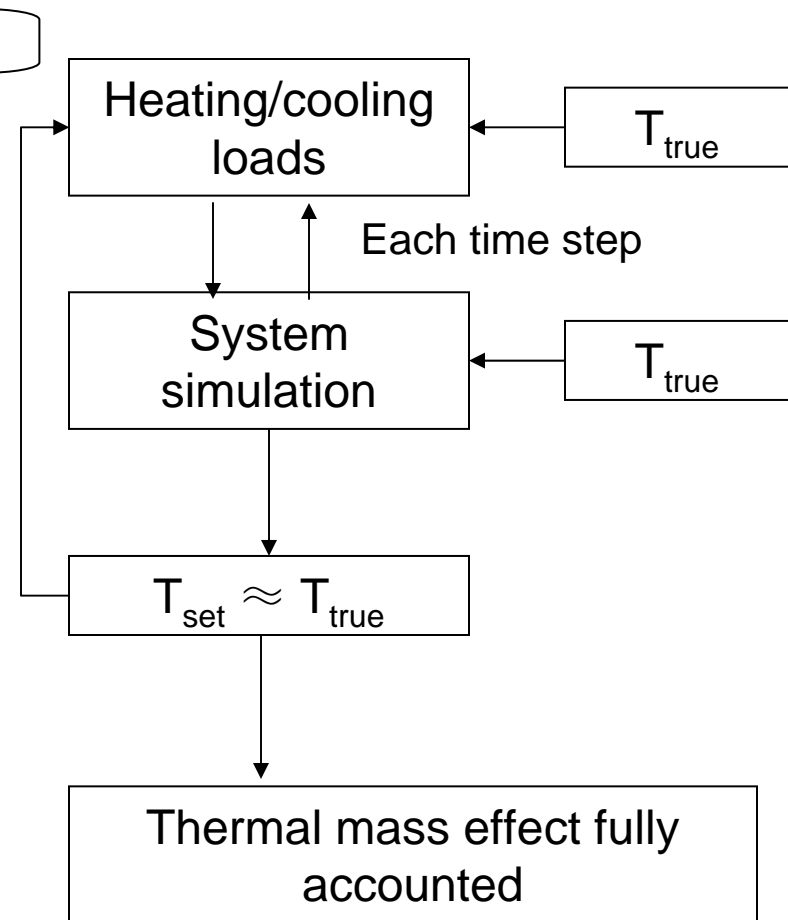 Heating/cooling
loads
T_true
Each time step
System
simulation
T_true
T_set ≈ T_true
Thermal mass effect fully
accounted